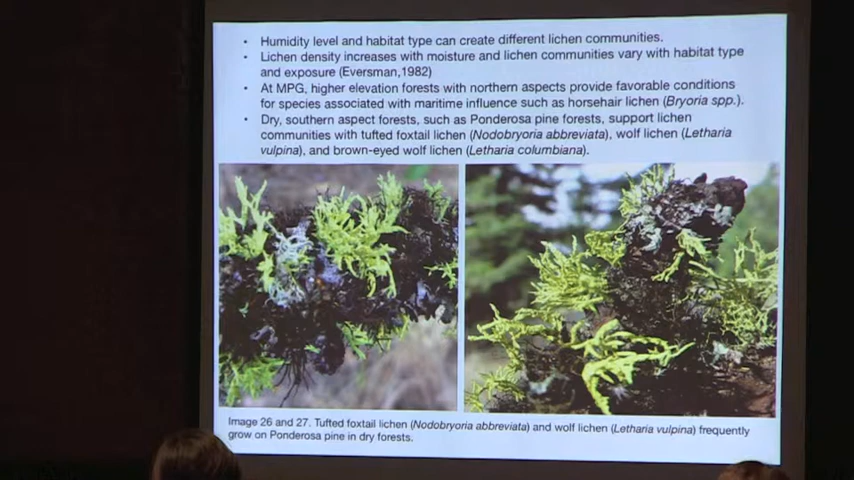 • Humidity level and habitat type can create different lichen communities.
• Lichen density increases with moisture and lichen communities vary with habitat type
and exposure (Eversman,1982)
• At MPG, higher elevation forests with northern aspects provide favorable conditions
for species associated with maritime influence such as horsehair lichen (Bryoria spp.).
• Dry, southern aspect forests, such as Ponderosa pine forests, support lichen
communities with tufted foxtail lichen (Nodobryoria abbreviata), wolf lichen (Letharia
vulpina), and brown-eyed wolf lichen (Letharia columbiana).
Image 26 and 27. Tufted foxtail lichen (Nodobryoria abbreviata) and wolf lichen (Letharia vulpina) frequently
grow on Ponderosa pine in dry forests.